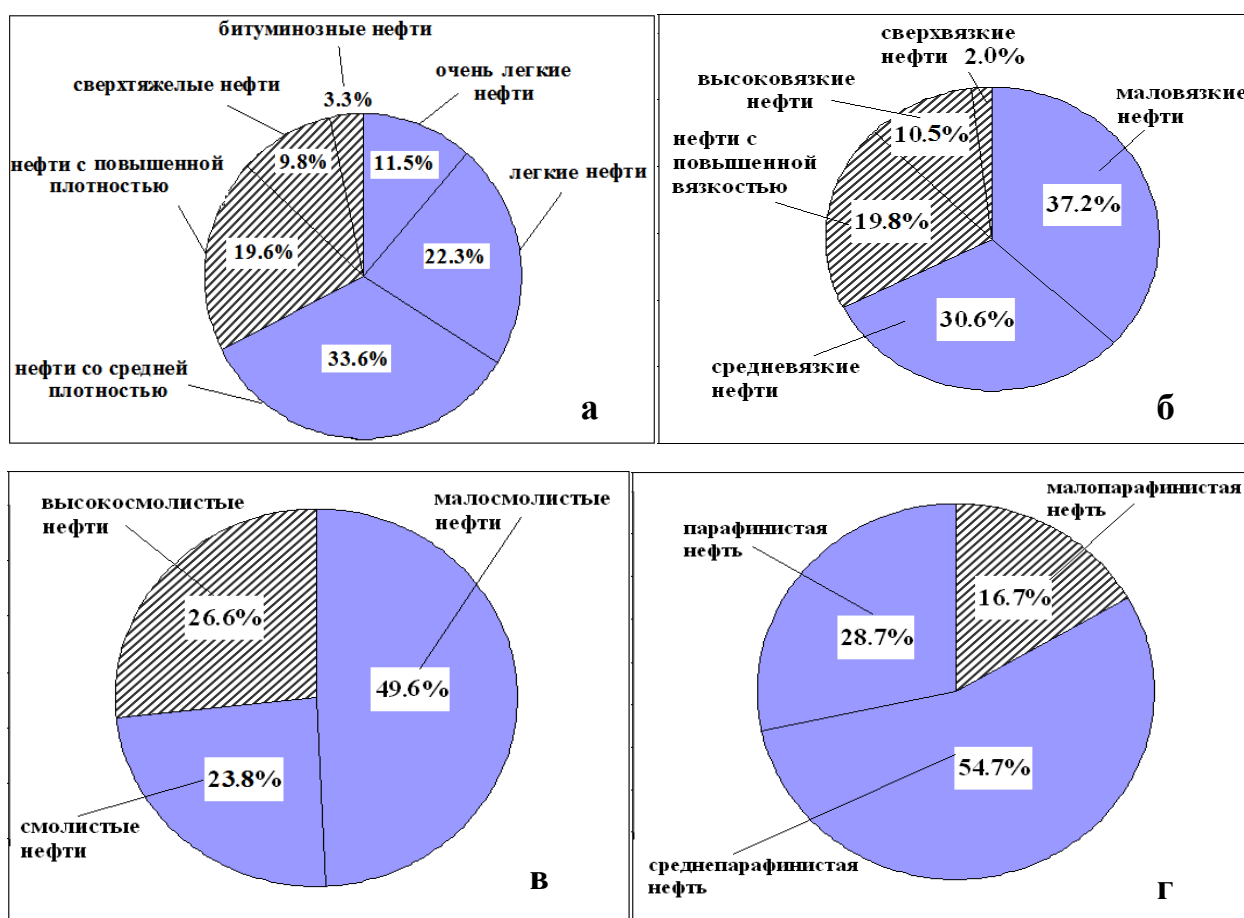 битуминозные нефти
очень легкие
нефти
сверхтяжелые нефти
3.3%
11.5%
9.8%
нефти с повышенной
плотностью
легкие нефти
19.6%
22.3%
33.6%
нефти со средней
плотностью
а
сверхвязкие
нефти 2.0%
высоковязкие
нефти
маловязкие
нефти
10.5%
нефти с
повышенной
вязкостью
37.2%
19.8%
30.6%
средневязкие
нефти
б
высокосмолистые
нефти
малосмолистые
нефти
26.6%
49.6%
23.8%
смолистые
нефти
в
малопарафинистая
нефть
парафинистая
нефть
16.7%
28.7%
54.7%
среднепарафинистая
нефть
г